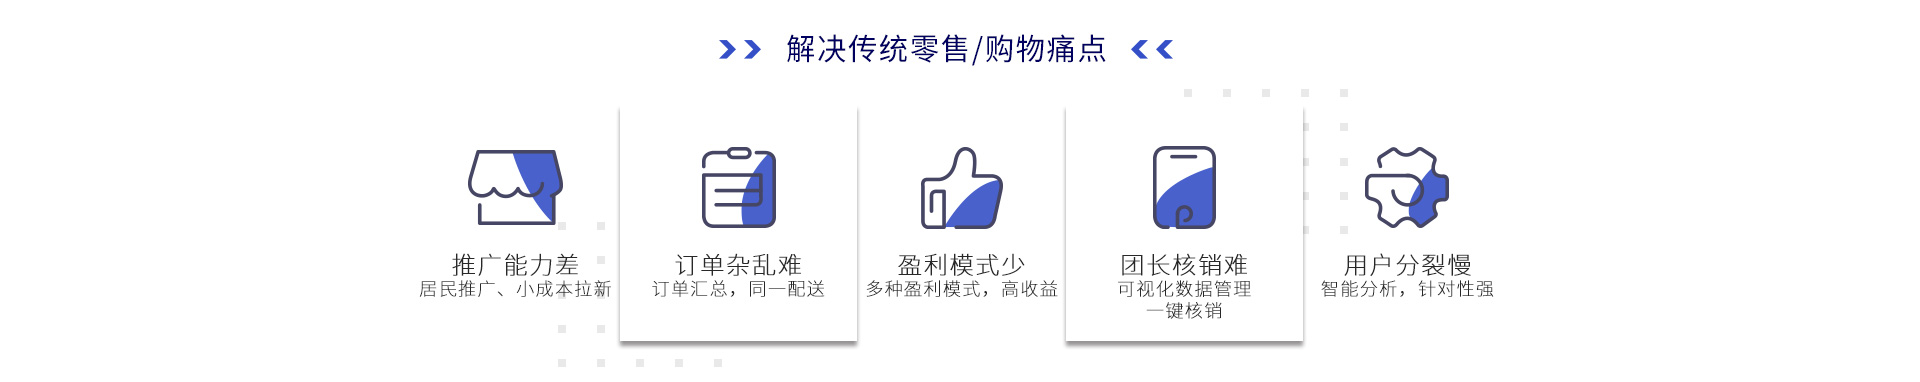 解决传统零售/购物痛点
推广能力差
居民推广、小成本拉新
订单杂乱难
订单汇总，同一配送
盈利模式少
多种盈利模式，高收益
团长核销难
可视化数据管理
一键核销
用户分裂慢
智能分析，针对性强